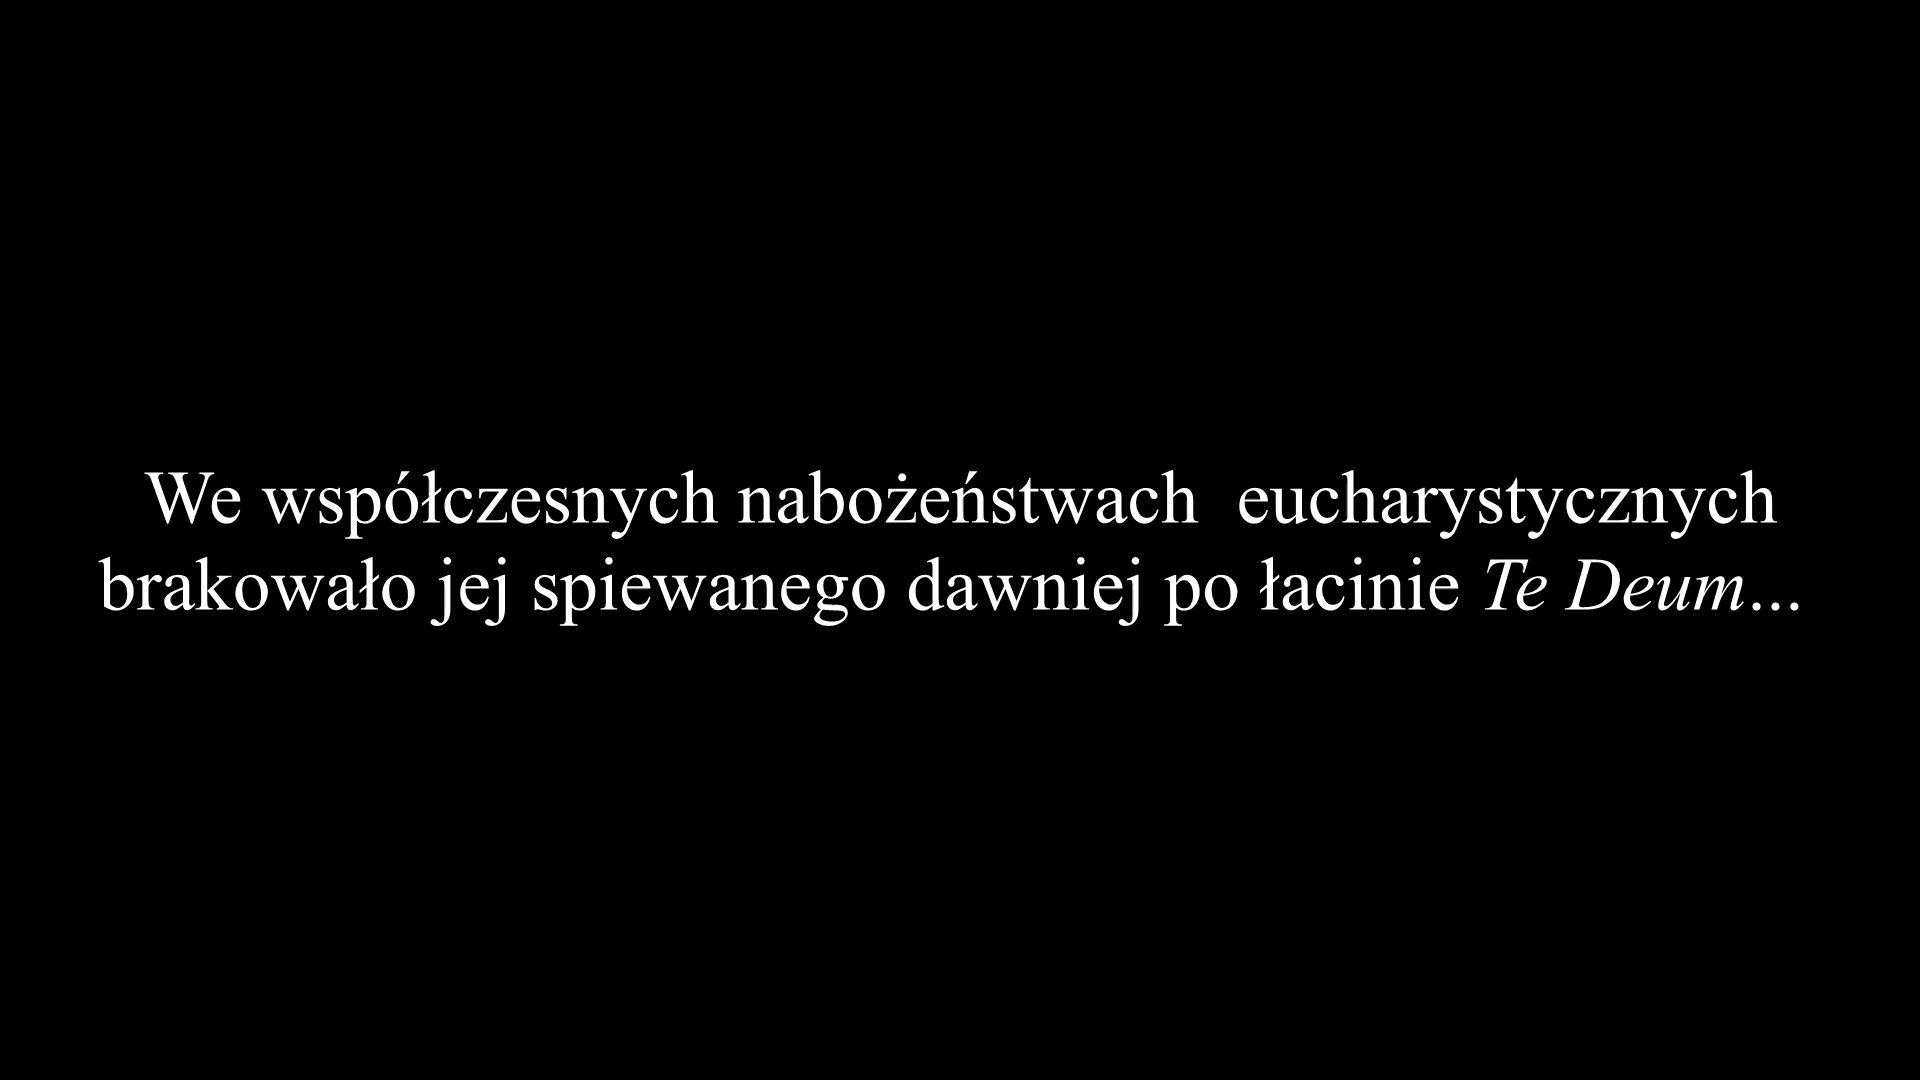 We współczesnych nabożeństwach  eucharystycznych
brakowało jej spiewanego dawniej po łacinie Te Deum...